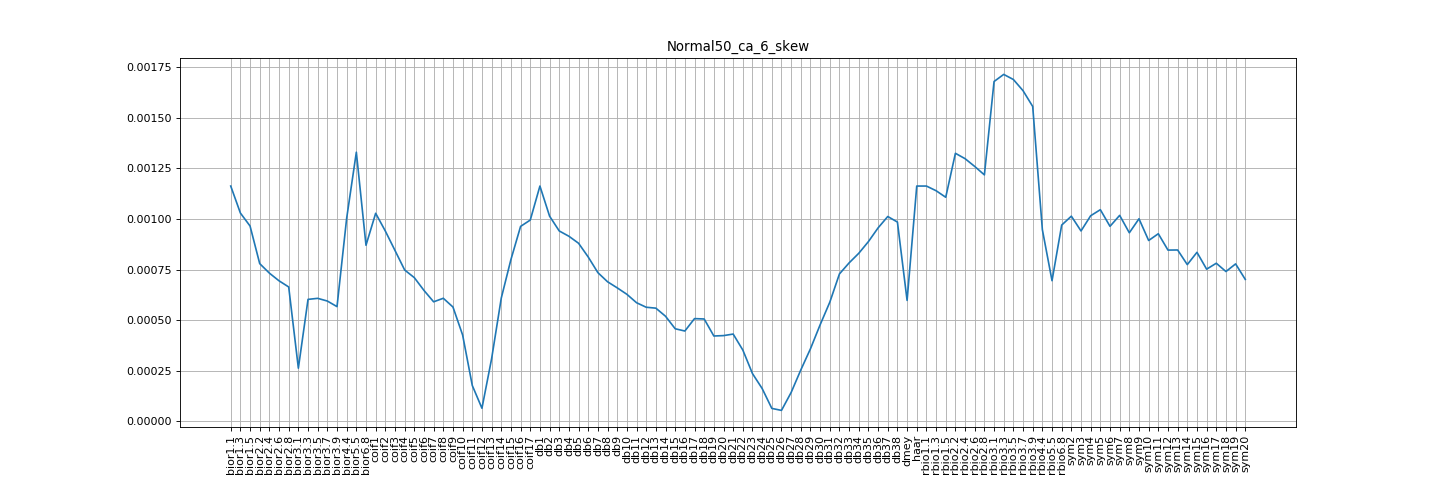 Normal50_ca_6_skew
0.00175
0.00150
0.00125
0.00100
0.00075
0.00050
0.00025
0.00000
bior1.1
bior1.3
bior1.5
bior2.2
bior2.4
bior2.6
bior2.8
bior3.1
bior3.3
bior3.5
bior3.7
bior3.9
bior4.4
bior5.5
bior6.8
coif1
coif2
coif3
coif4
coif5
coif6
coif7
coif8
coif9
coif10
coif11
coif12
coif13
coif14
coif15
coif16
coif17
db1
db2
db3
db4
db5
db6
db7
db8
db9
db10
db11
db12
db13
db14
db15
db16
db17
db18
db19
db20
db21
db22
db23
db24
db25
db26
db27
db28
db29
db30
db31
db32
db33
db34
db35
db36
db37
db38
dmey
haar
rbio1.1
rbio1.3
rbio1.5
rbio2.2
rbio2.4
rbio2.6
rbio2.8
rbio3.1
rbio3.3
rbio3.5
rbio3.7
rbio3.9
rbio4.4
rbio5.5
rbio6.8
sym2
sym3
sym4
sym5
sym6
sym7
sym8
sym9
sym10
sym11
sym12
sym13
sym14
sym15
sym16
sym17
sym18
sym19
sym20